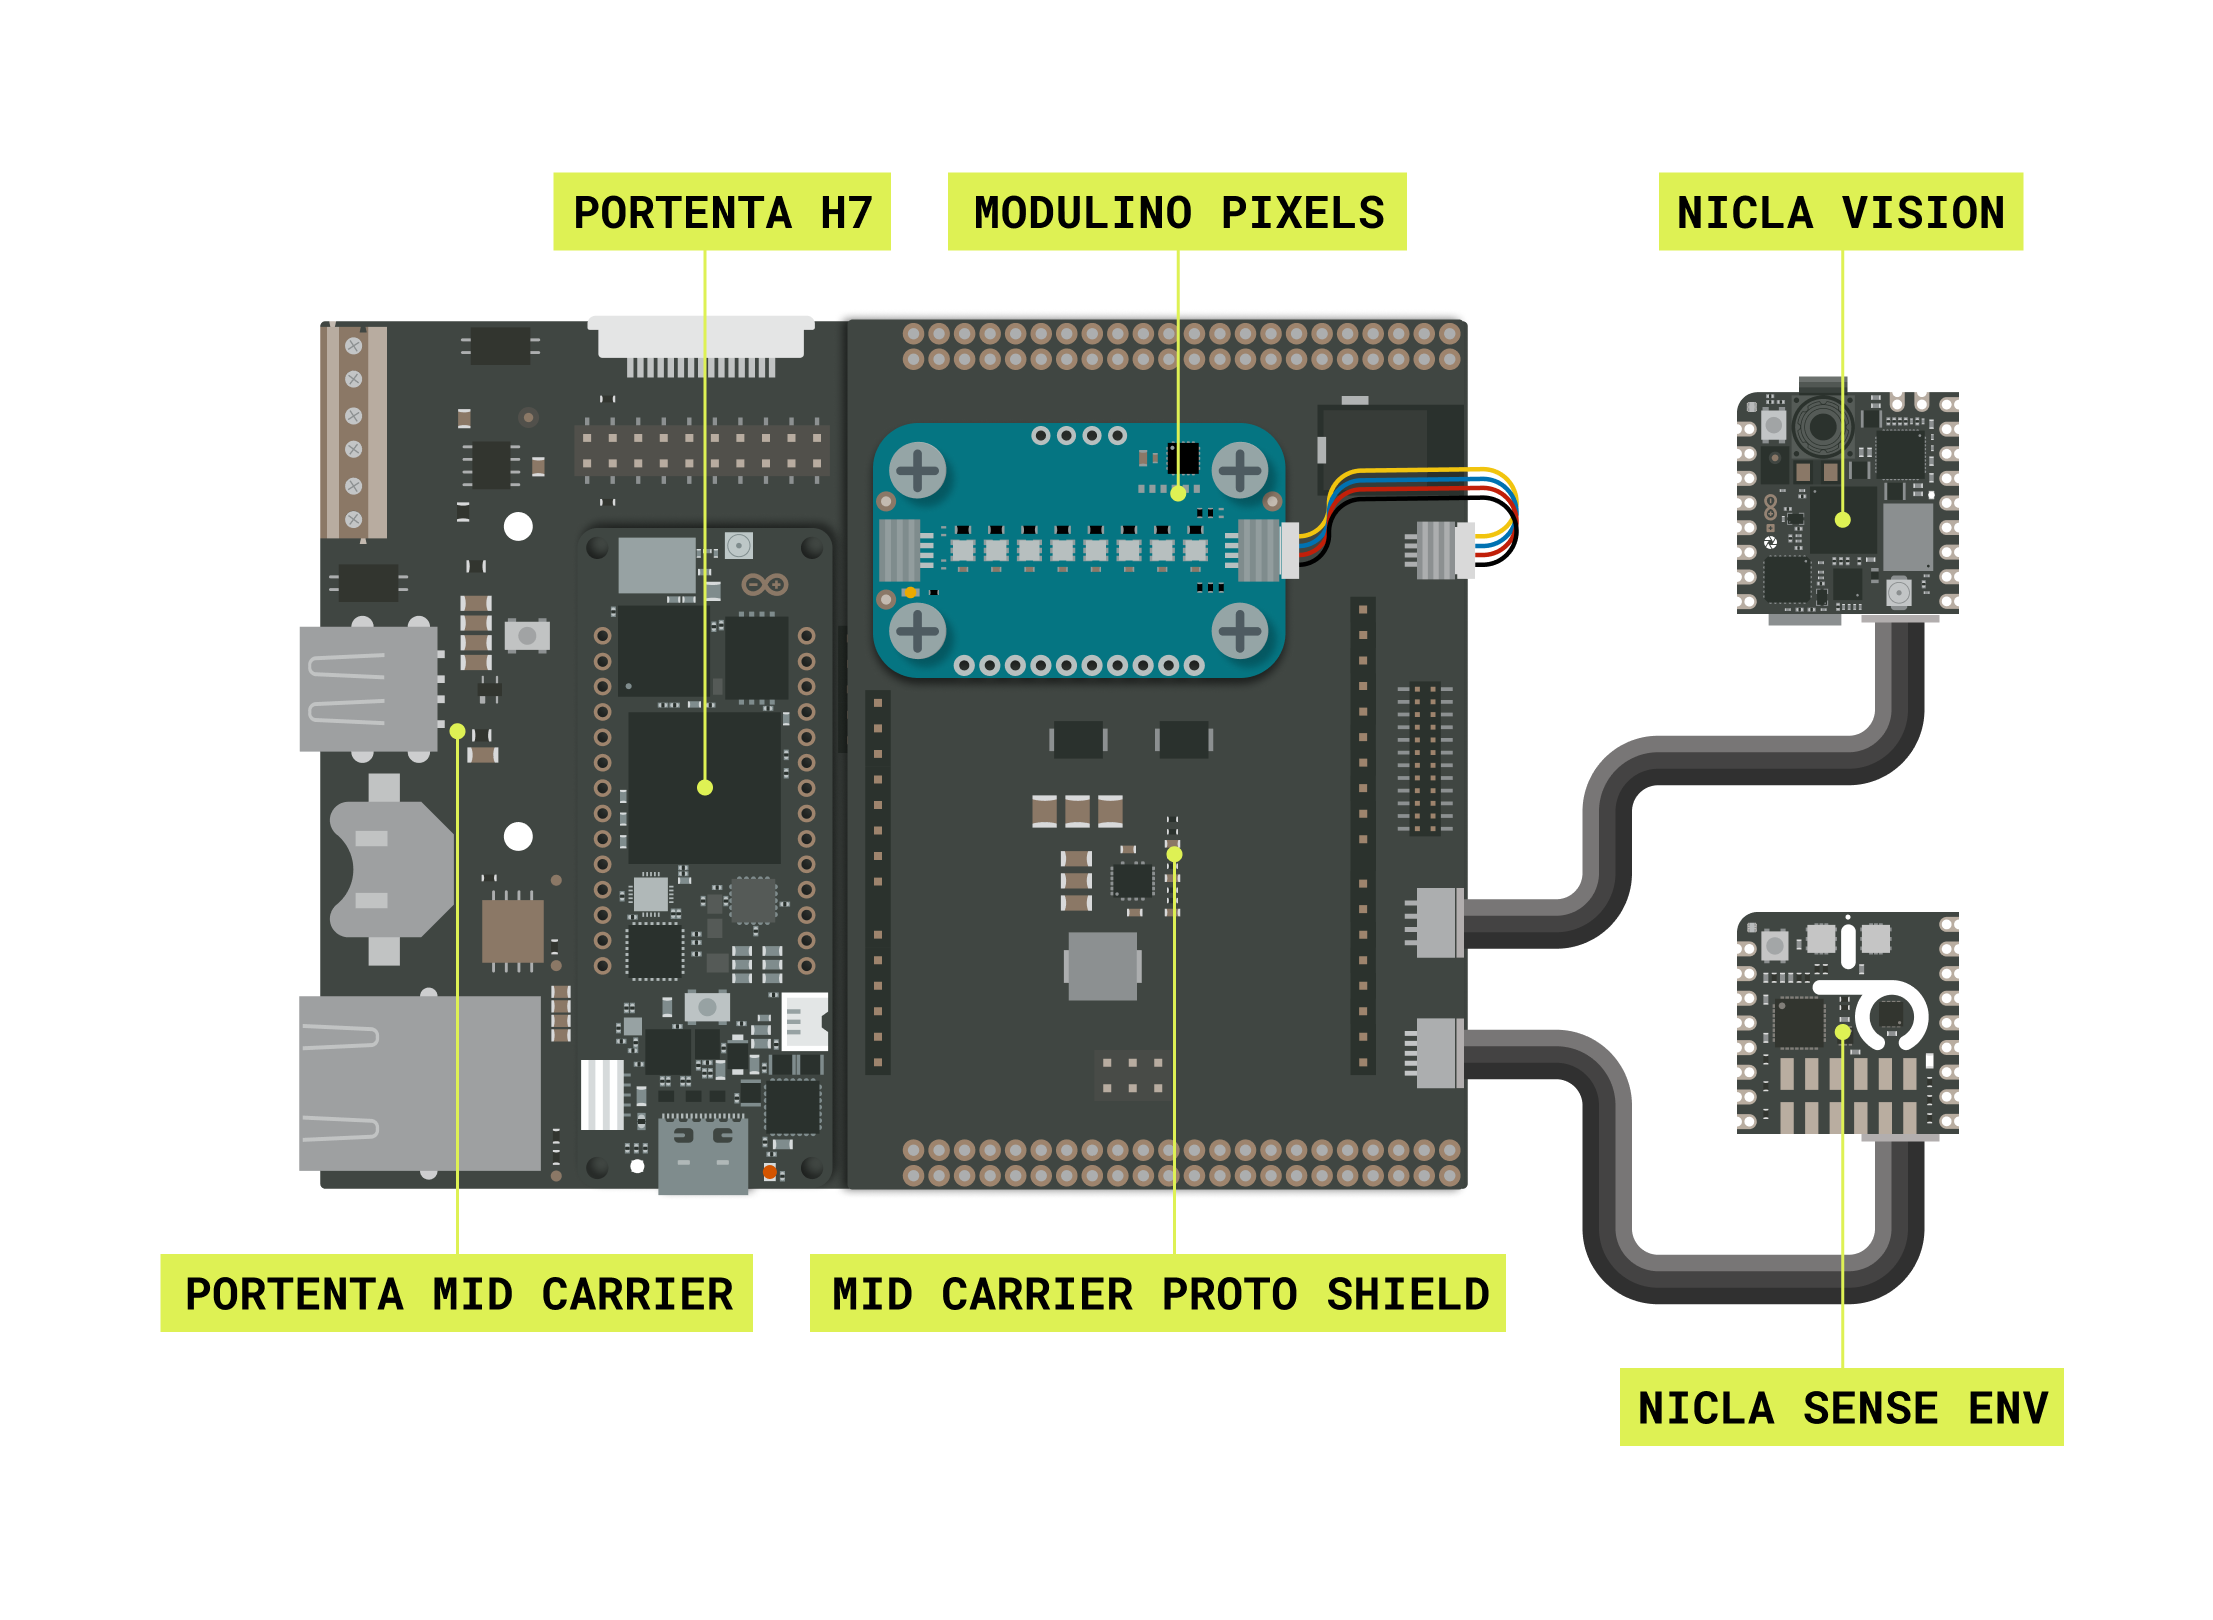 PORTENTA H7
MODULINO PIXELS
NICLA VISION
PORTENTA MID CARRIER
MID CARRIER PROTO SHIELD
NICLA SENSE ENV